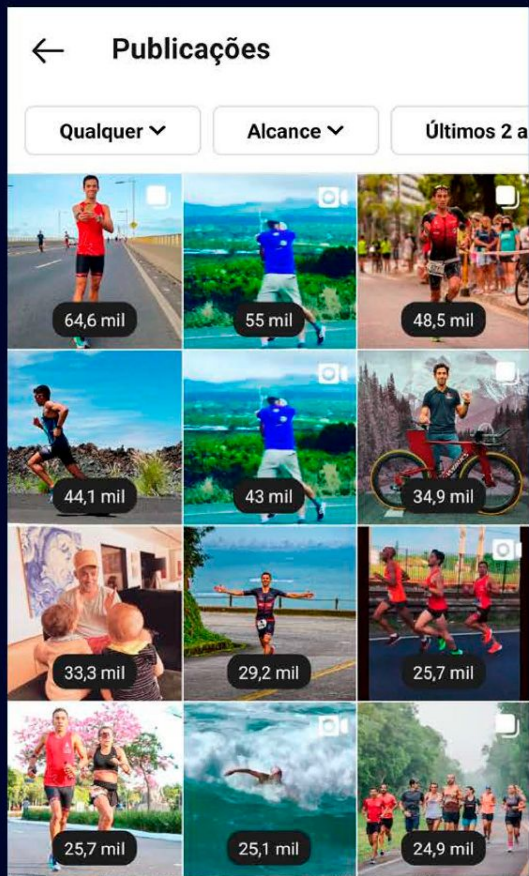 Publicações
Qualquer Alcance Últimos 2 a
64,6 mil 55 mil 48,5 mil
44,1 mil 43 mil 34,9 mil
33,3 mil 29,2 mil 25,7 mil
25,7 mil 25,1 mil 24,9 mil